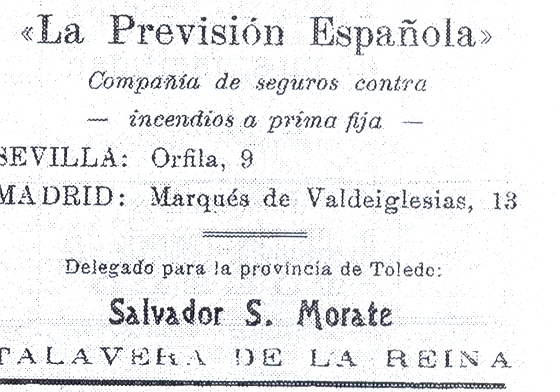 «La Previsión Española»
Compañía de seguros contra
— incendios a prima fija —
SEVILLA: Orfila, 9
MADRID: Marqués de Valdeiglesias, 13
Delegado para la provincia de Toledo:
Salvador S. Morate
TALAVERA DE LA REINA